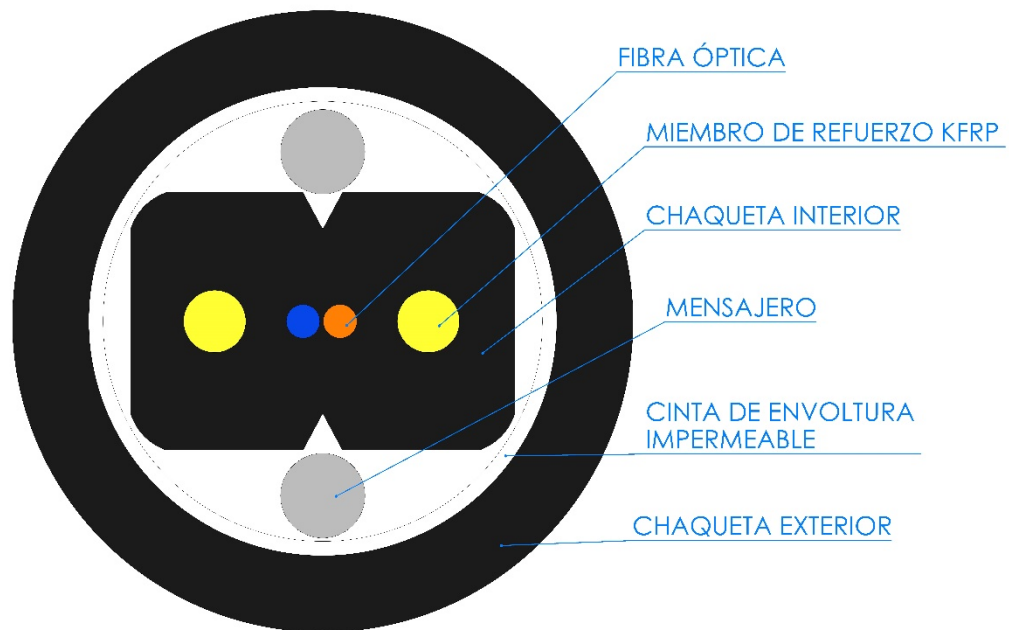 FIBRA ÓPTICA
MIEMBRO DE REFUERZO KFRP
CHAQUETA INTERIOR
MENSAJERO
CINTA DE ENVOLTURA
IMPERMEABLE
CHAQUETA EXTERIOR